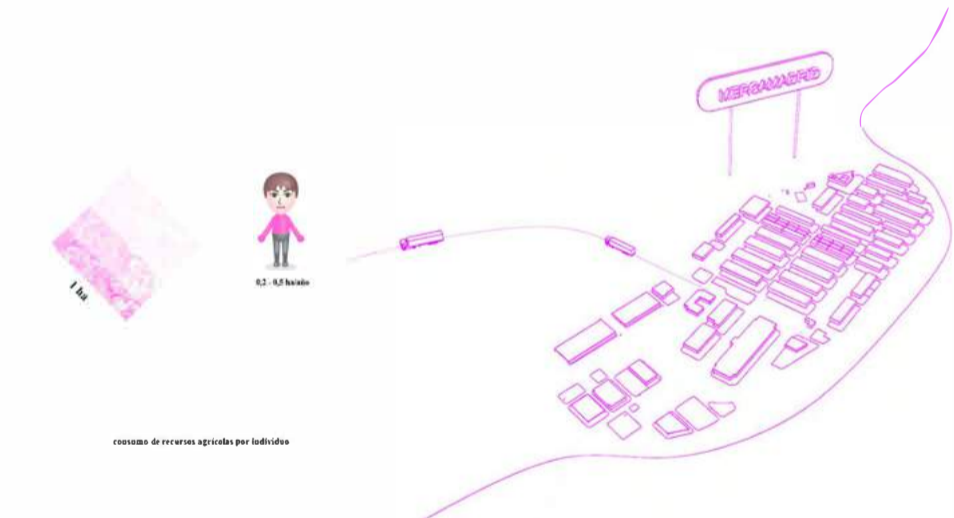 MERCAMADRID
1 ha
0,2 - 0,5 ha/año
consumo de recursos agrícolas por individuo